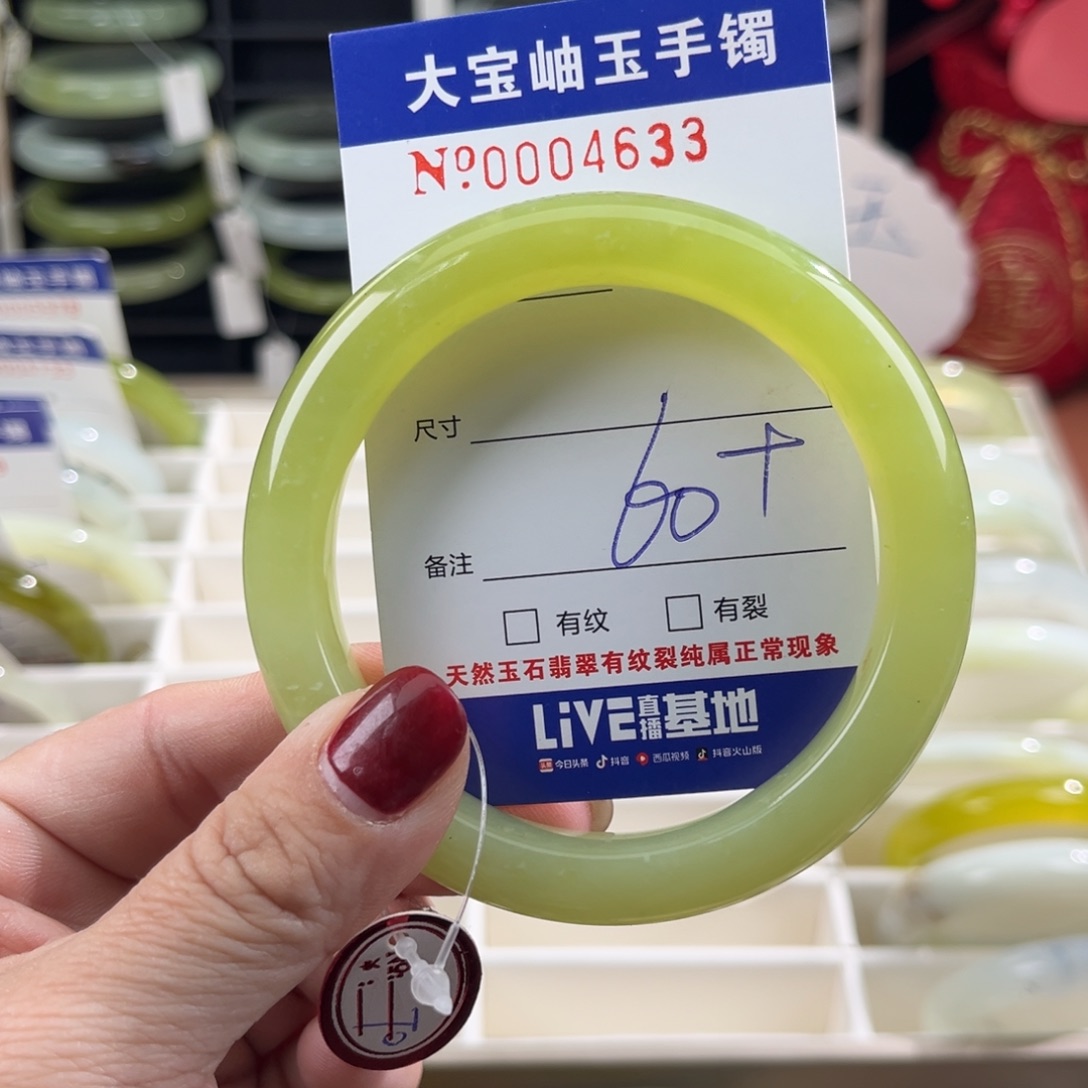 大宝岫玉手镯
Nº0004633
尺寸
60+
备注
有纹 有裂
天然玉石翡翠有纹裂纯属正常现象
LiVE直播基地
今日头条 抖音 西瓜视频 抖音火山版